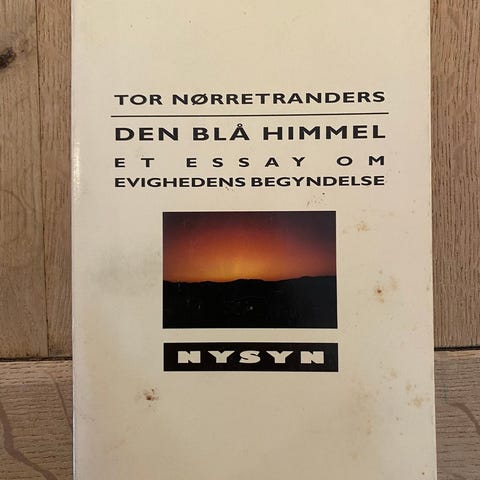 TOR NØRRETRANDERS
DEN BLÅ HIMMEL
ET ESSAY OM
EVIGHEDENS BEGYNDELSE
NYSYN